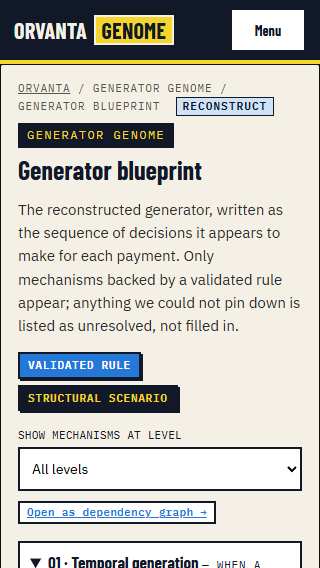 ORVANTA GENOME Menu
ORVANTA / GENERATOR GENOME /
GENERATOR BLUEPRINT RECONSTRUCT
GENERATOR GENOME
Generator blueprint
The reconstructed generator, written as
the sequence of decisions it appears to
make for each payment. Only
mechanisms backed by a validated rule
appear; anything we could not pin down is
listed as unresolved, not filled in.
VALIDATED RULE
STRUCTURAL SCENARIO
SHOW MECHANISMS AT LEVEL
All levels
Open as dependency graph →
▼ 01 · Temporal generation — WHEN A